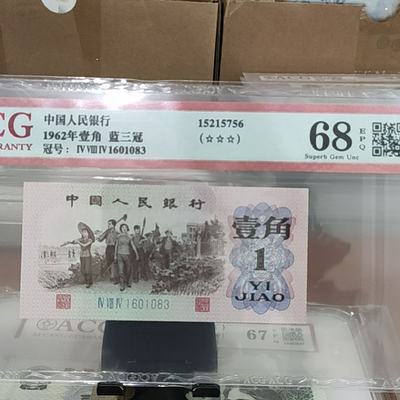 CG
RANTY
中国人民银行
1962年壹角 蓝三冠
冠号： Ⅳ Ⅷ Ⅳ 1601083
15215756
(☆☆☆)
68 EPQ
Superb Gem Unc
中國人民銀行
壹角
1
YI
JIAO
Ⅳ Ⅷ Ⅳ 1601083
ACG
67